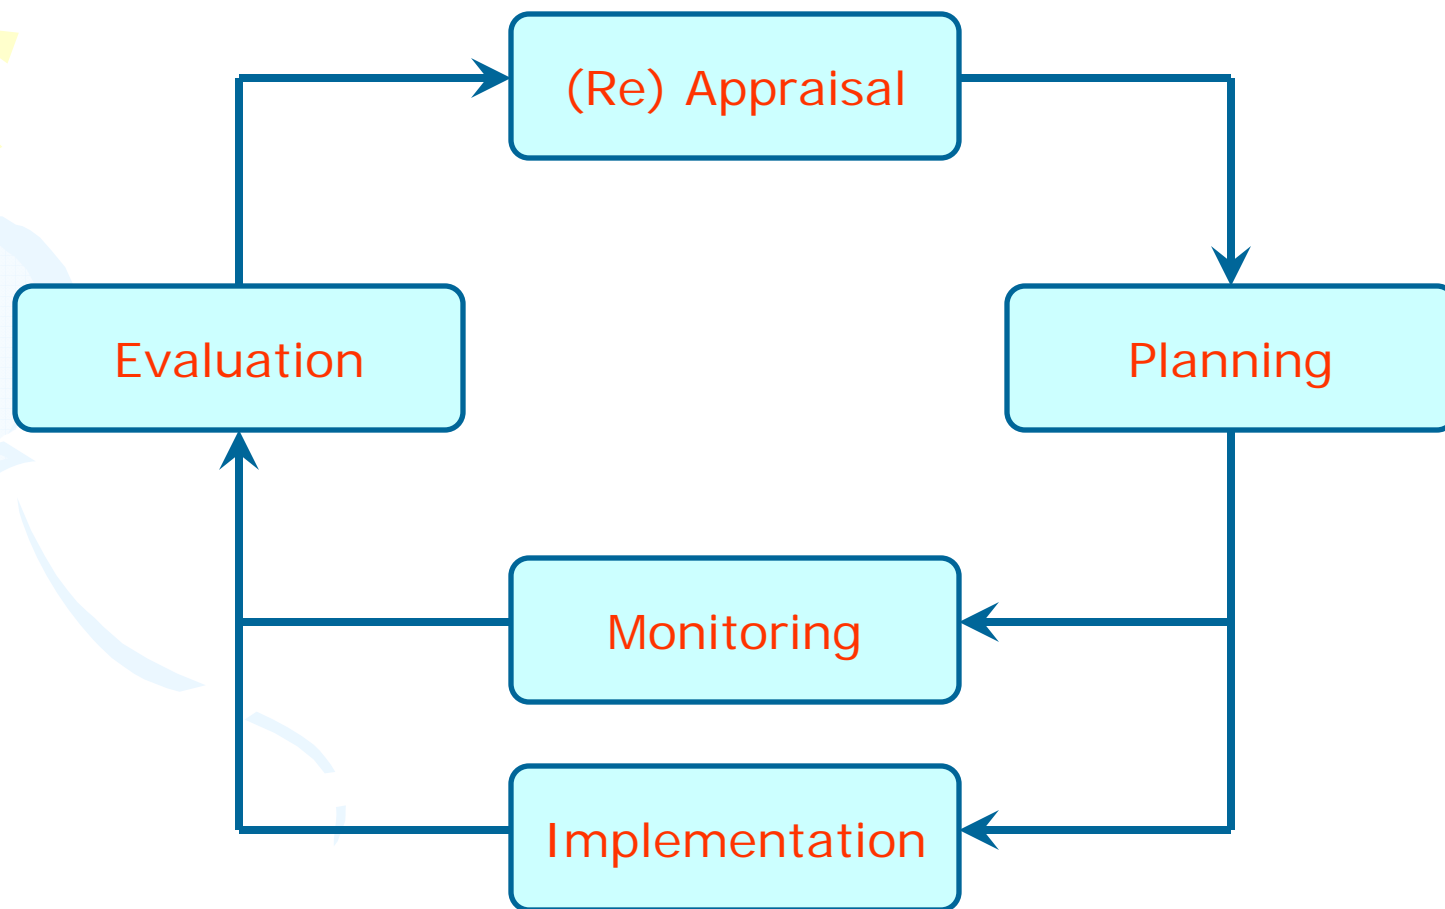 (Re) Appraisal
Evaluation
Planning
Monitoring
Implementation